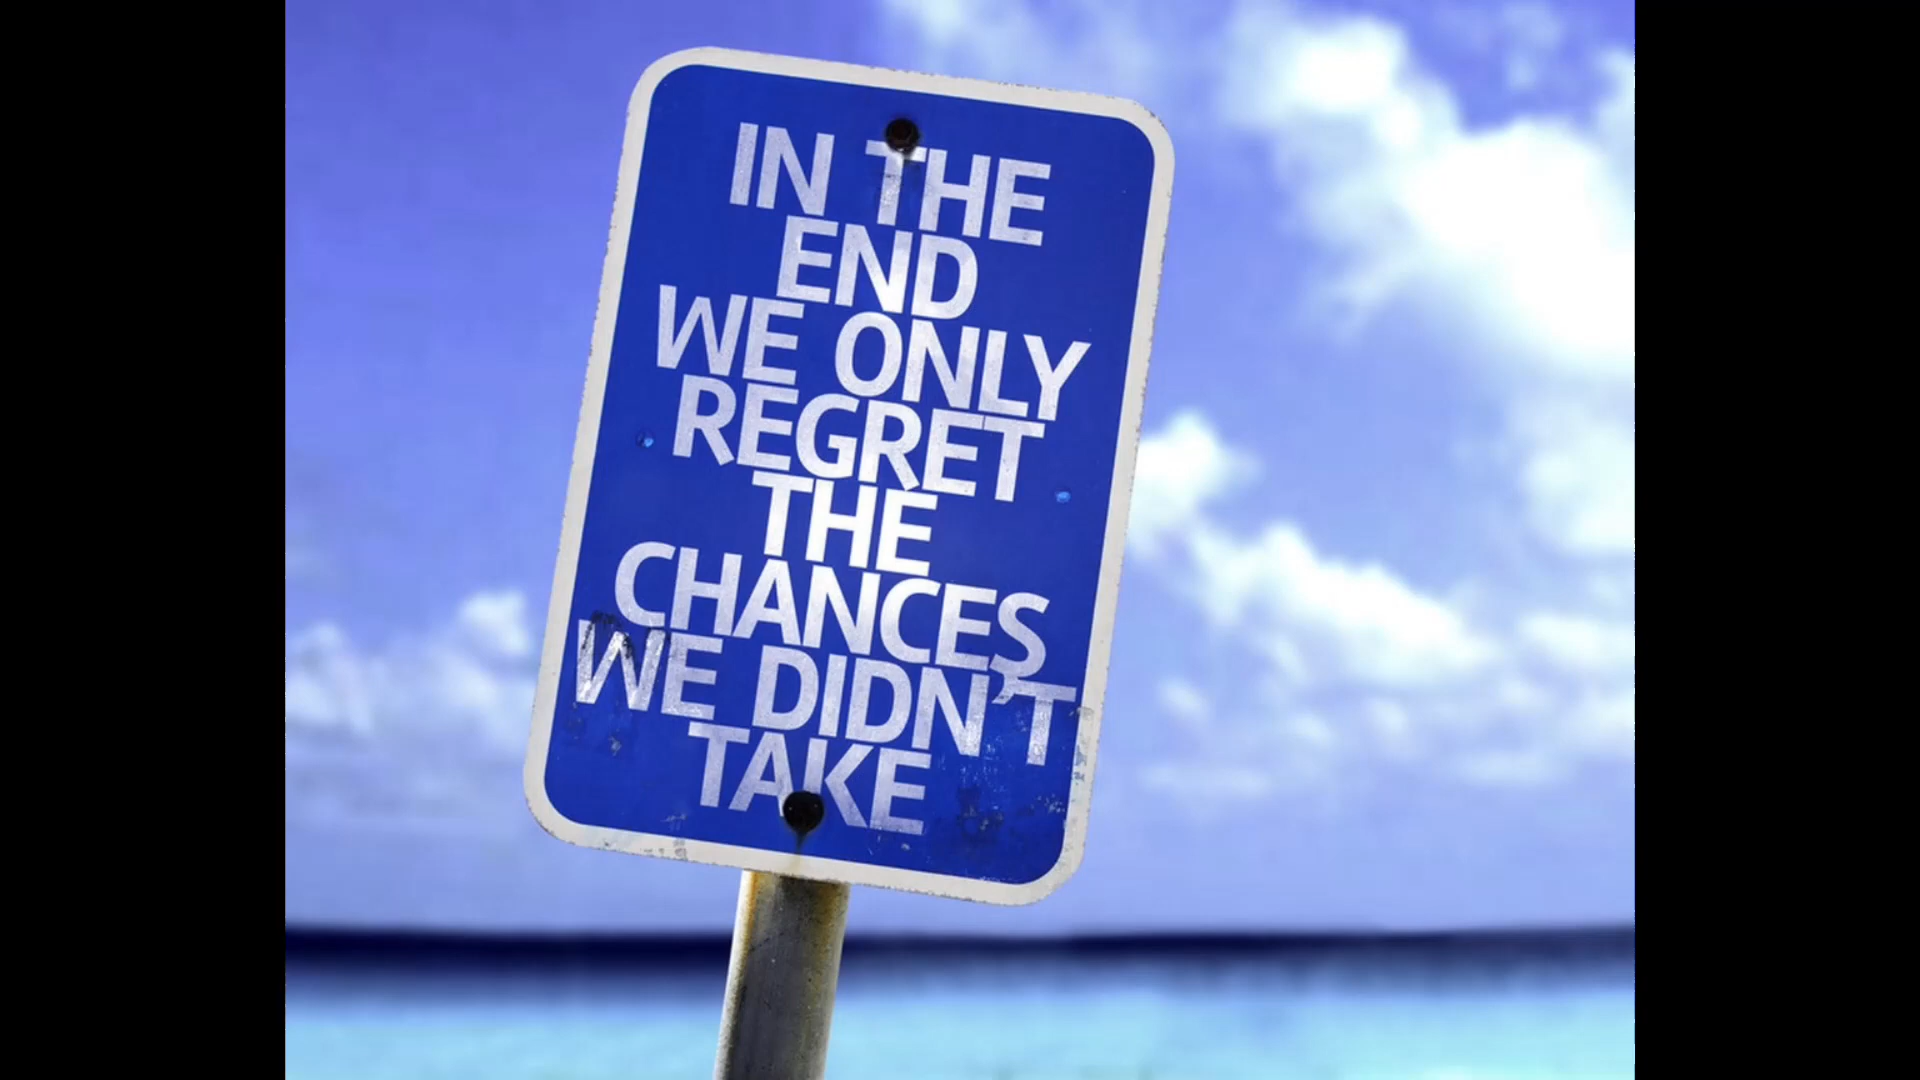 IN THE
END
WE ONLY
REGRET
THE
CHANCES
WE DIDN'T
TAKE